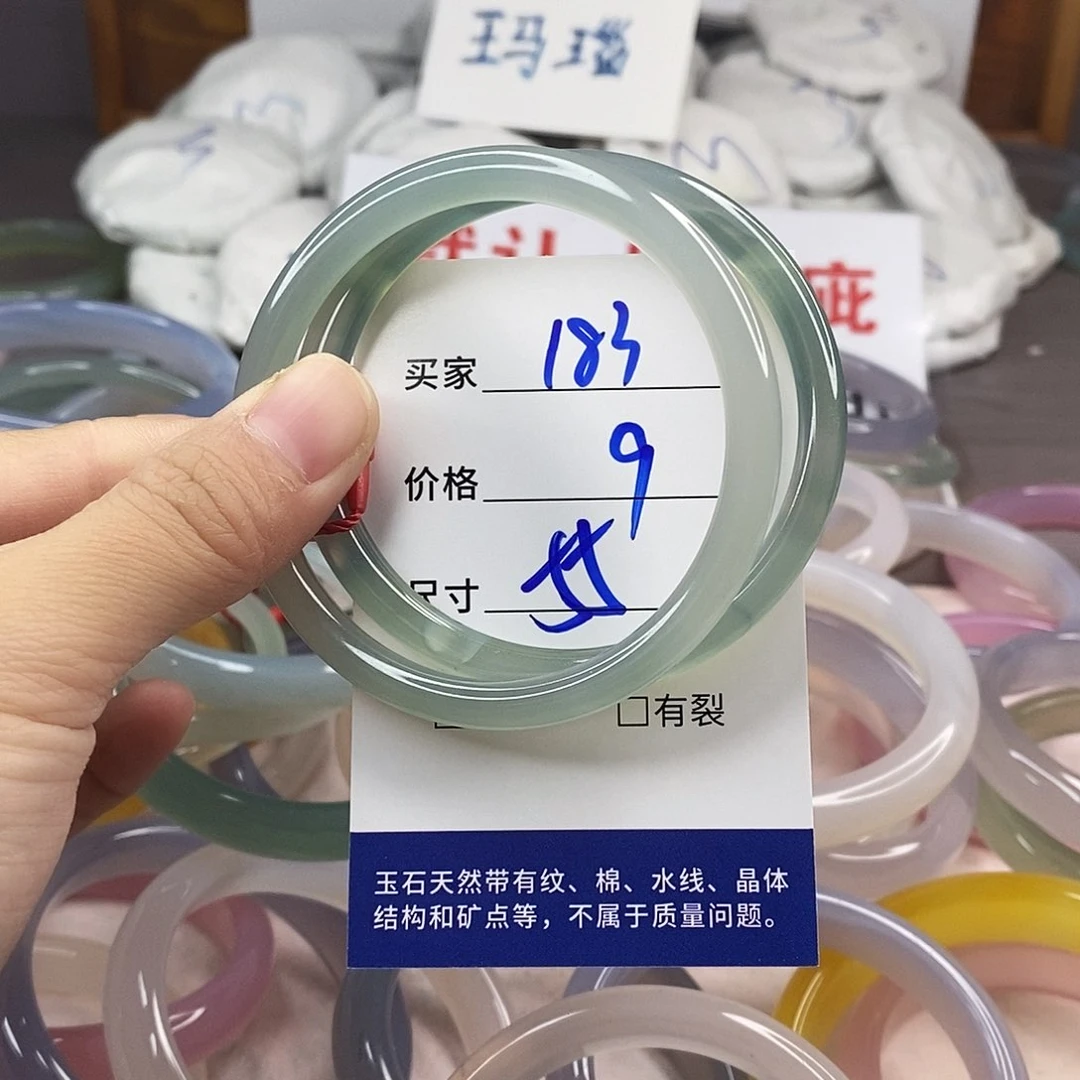 玛瑙
疵
买家 183
价格 9
尺寸
□有裂
玉石天然带有纹、棉、水线、晶体
结构和矿点等，不属于质量问题。